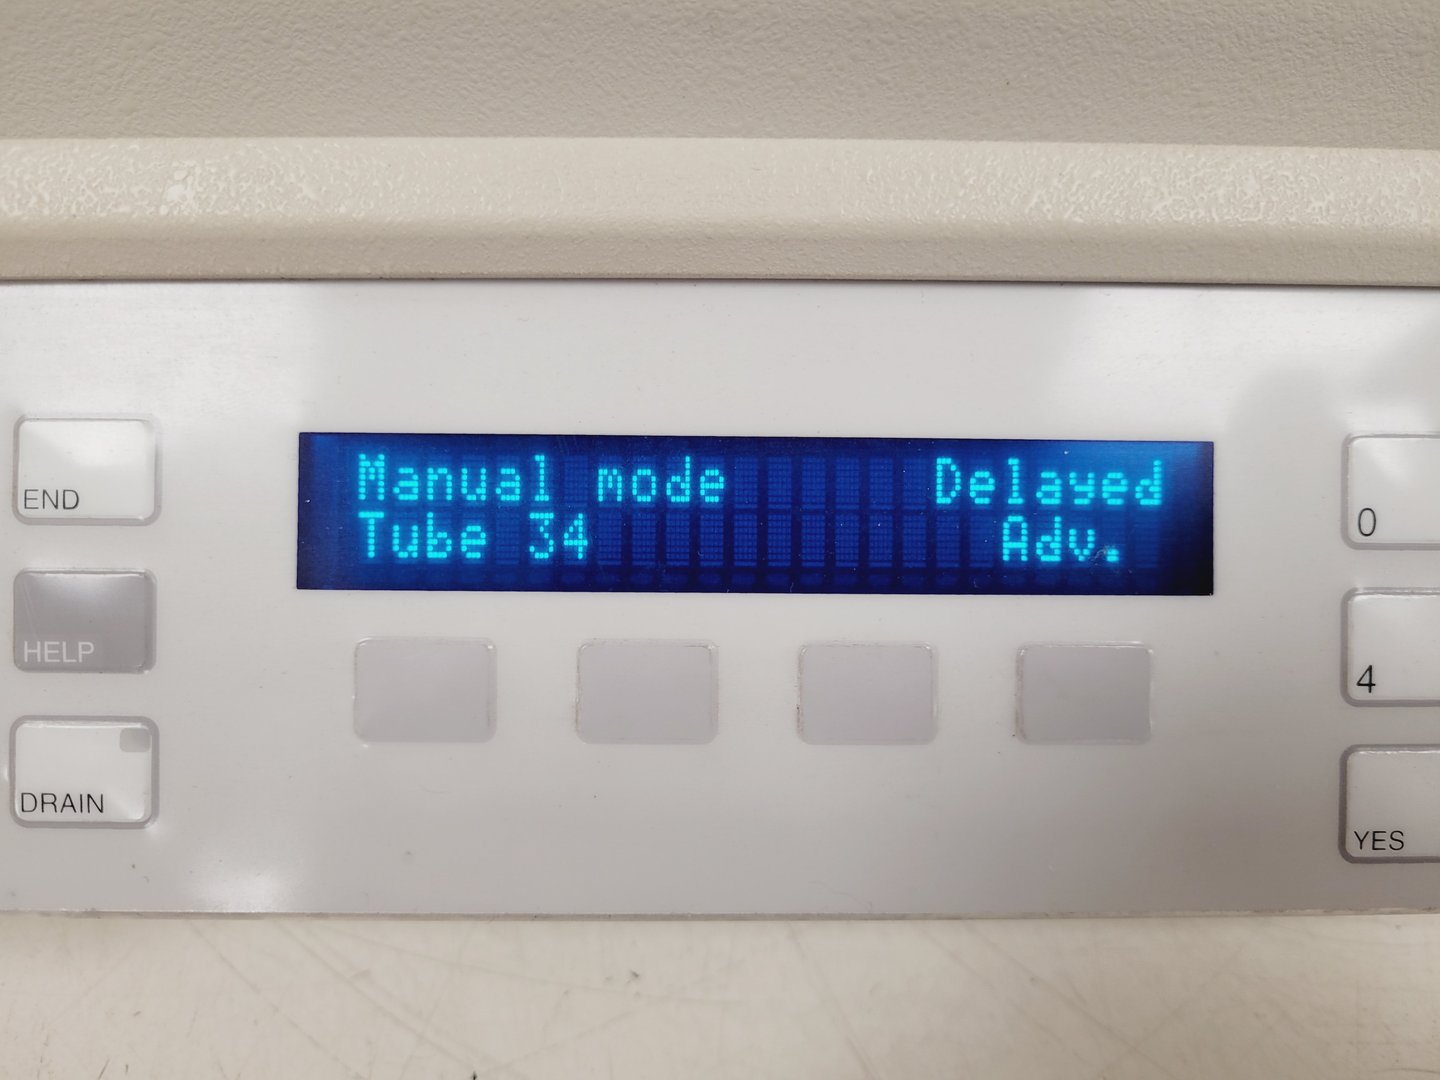 Manual mode Delayed
Tube 34 Adv.
END
HELP
DRAIN
0
4
YES